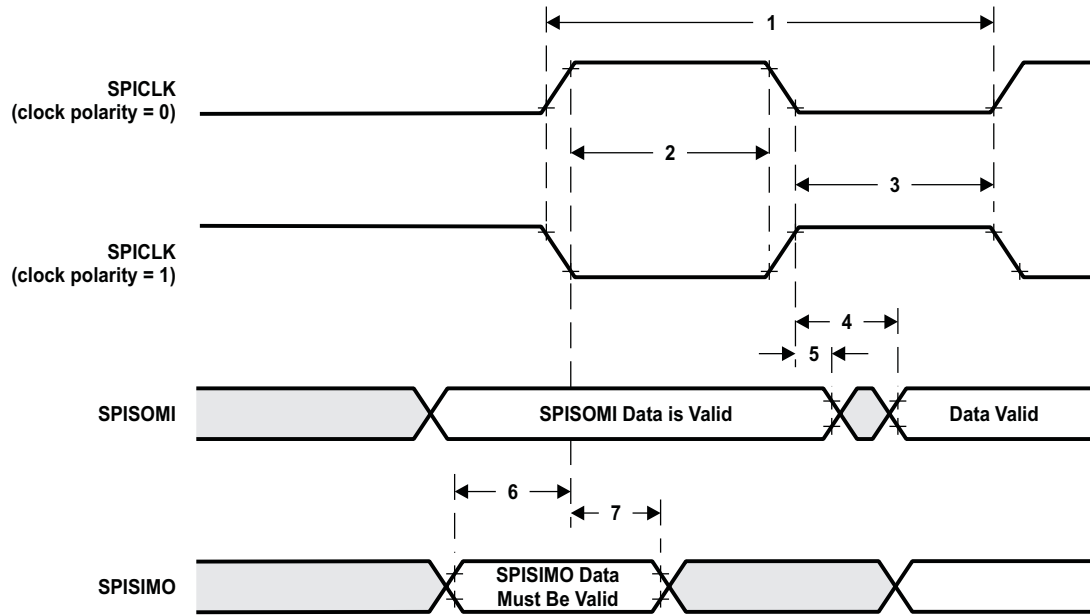 1
SPICLK
(clock polarity = 0)
2
3
SPICLK
(clock polarity = 1)
4
5
SPISOMI
SPISOMI Data is Valid
Data Valid
6
7
SPISIMO
SPISIMO Data
Must Be Valid